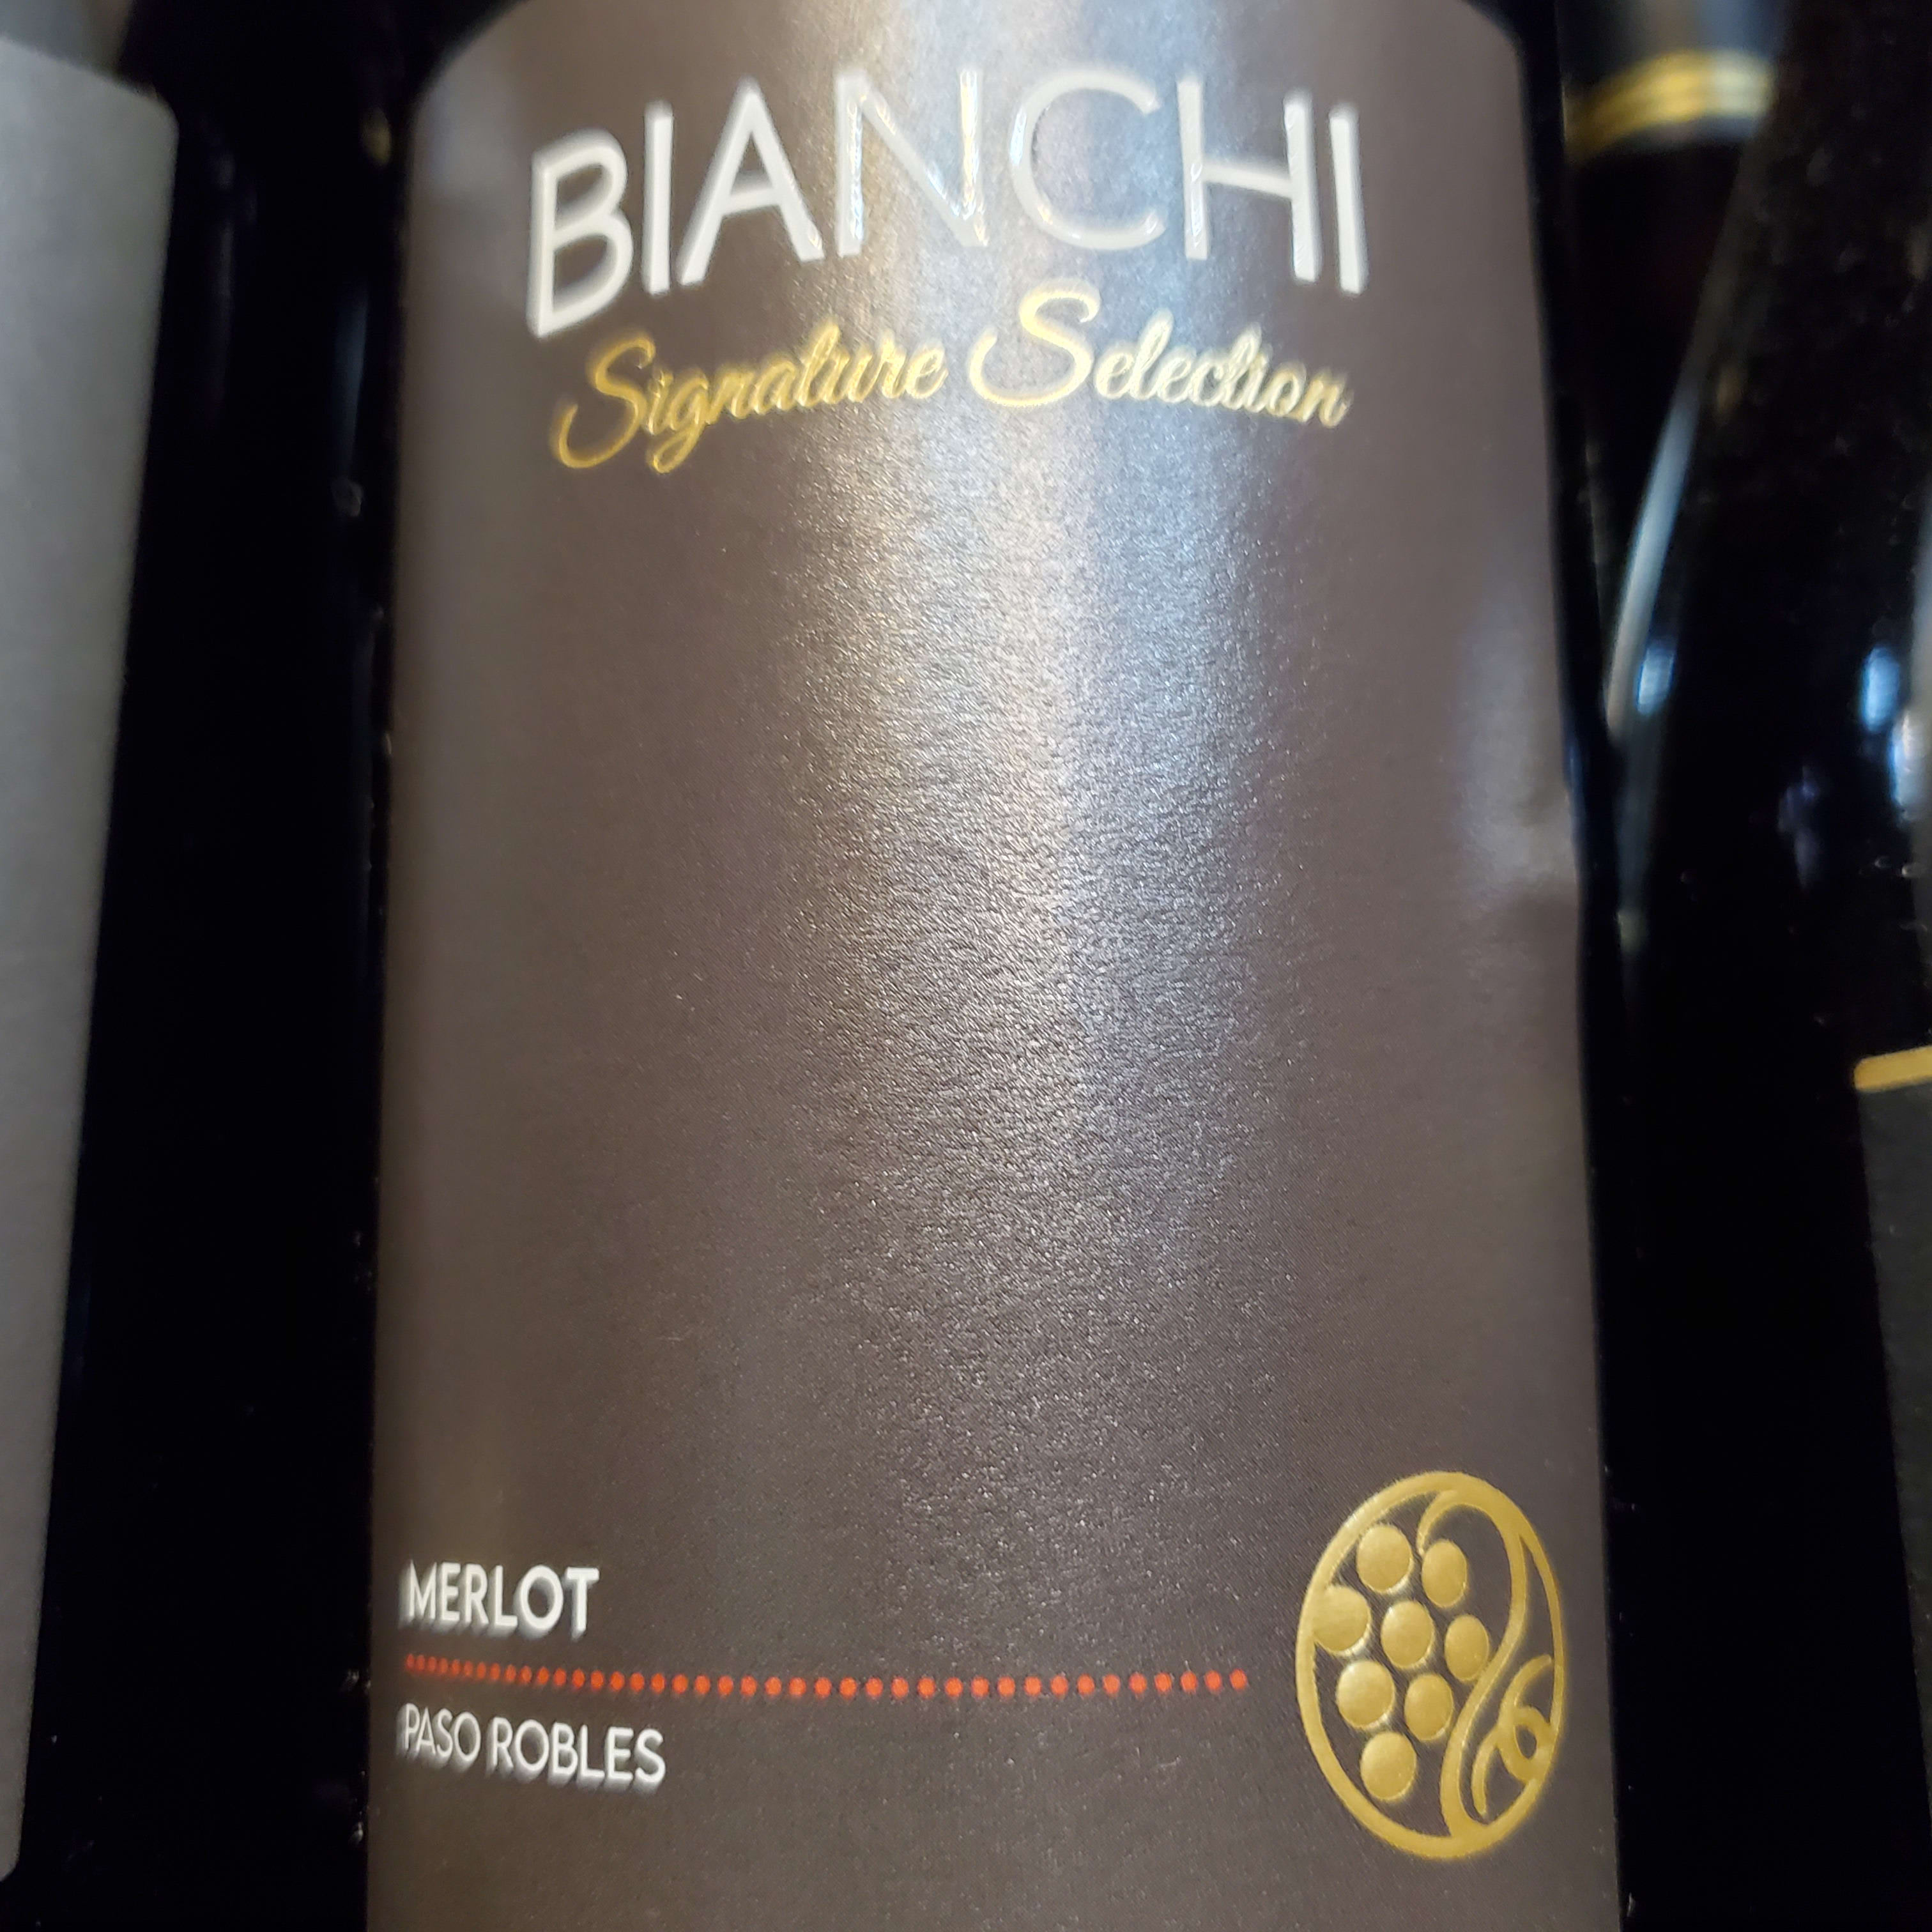 BIANCHI
Signature Selection
MERLOT
PASO ROBLES